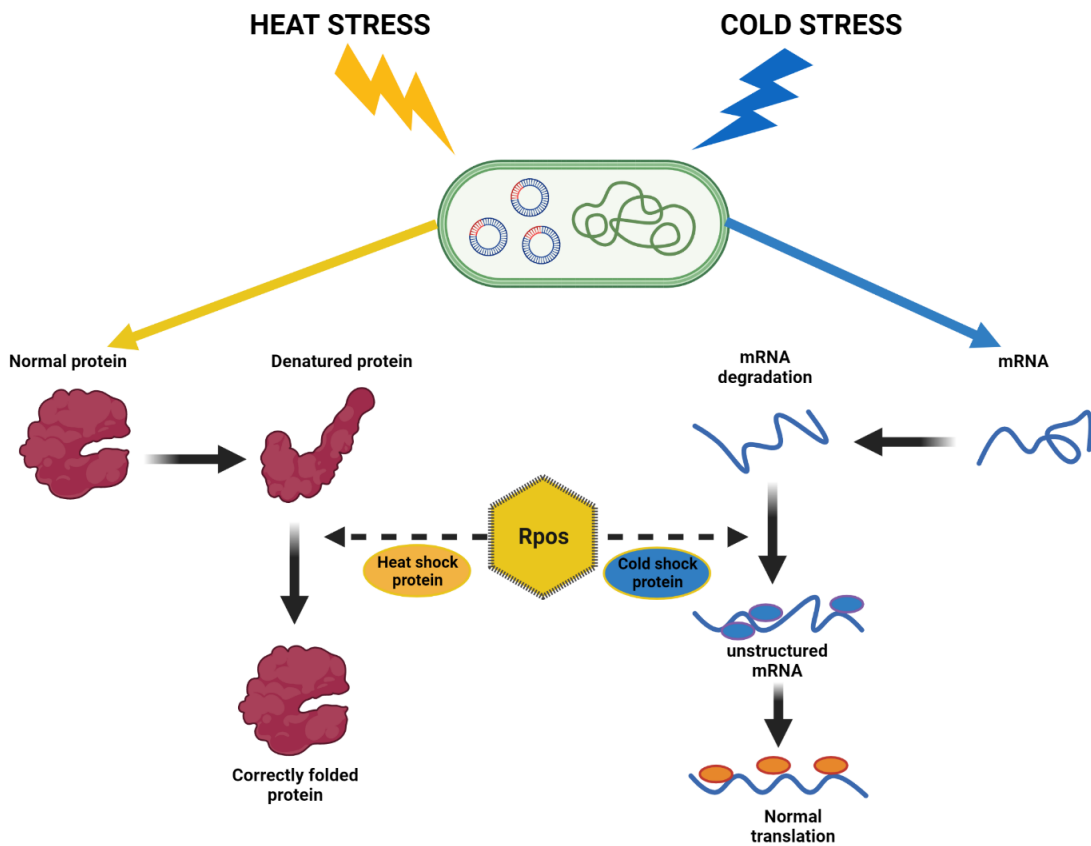 HEAT STRESS
COLD STRESS
Normal protein
Denatured protein
mRNA
degradation
mRNA
Rpos
Heat shock
protein
Cold shock
protein
unstructured
mRNA
Correctly folded
protein
Normal
translation